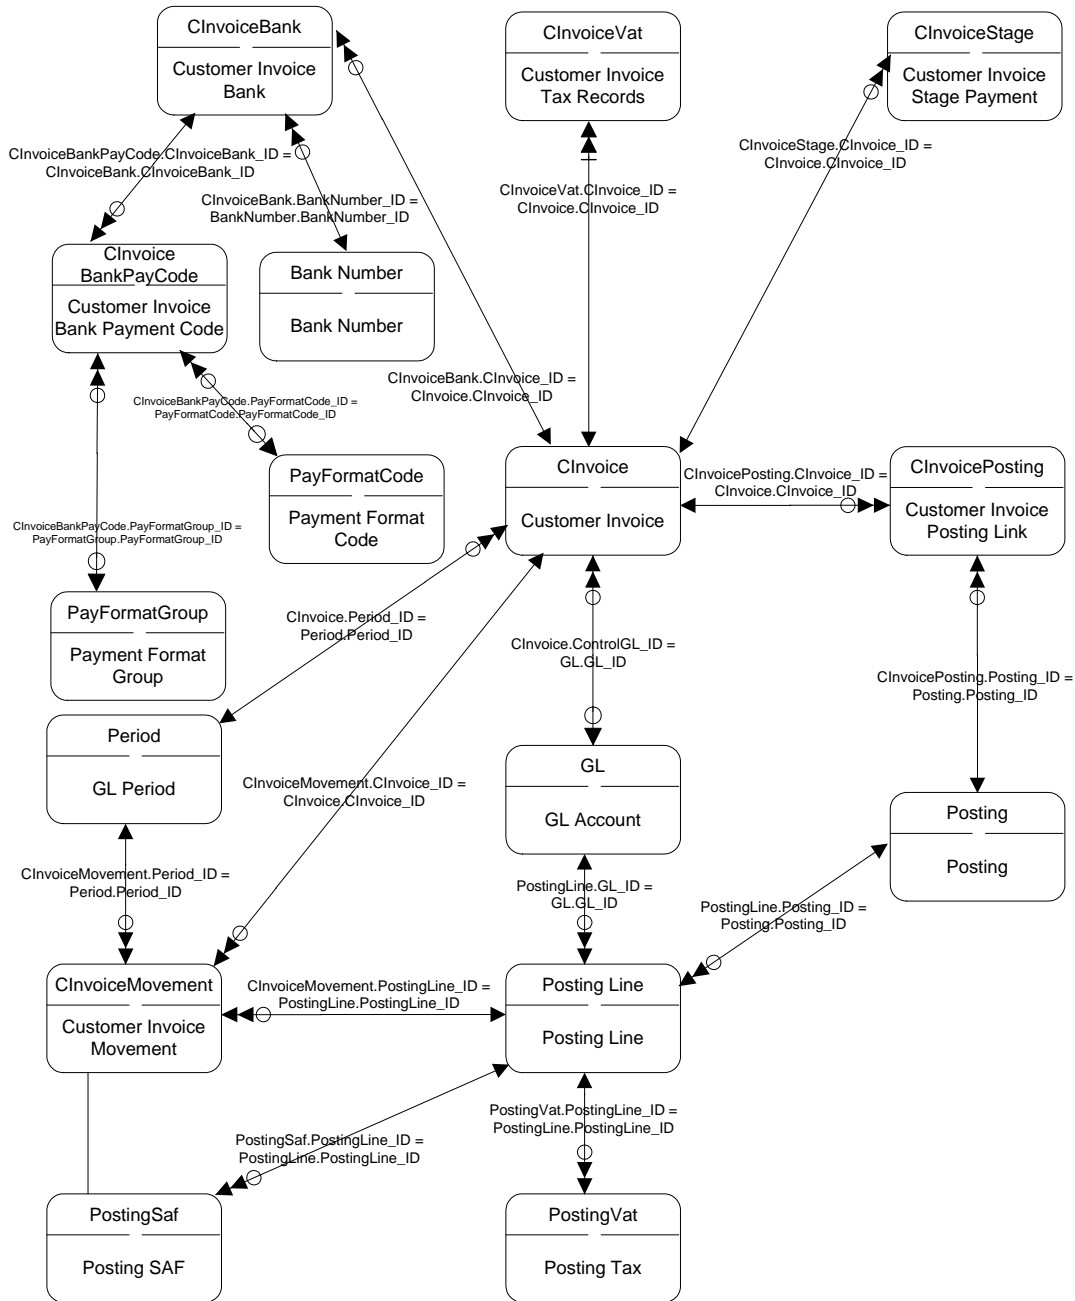 CInvoiceBank
Customer Invoice
Bank
CInvoiceVat
Customer Invoice
Tax Records
CInvoiceStage
Customer Invoice
Stage Payment
CInvoiceBankPayCode.CInvoiceBank_ID =
CInvoiceBank.CInvoiceBank_ID
CInvoiceBank.BankNumber_ID =
BankNumber.BankNumber_ID
CInvoiceVat.CInvoice_ID =
CInvoice.CInvoice_ID
CInvoiceStage.CInvoice_ID =
CInvoice.CInvoice_ID
CInvoice
BankPayCode
Customer Invoice
Bank Payment Code
Bank Number
Bank Number
CInvoiceBank.CInvoice_ID =
CInvoice.CInvoice_ID
CInvoiceBankPayCode.PayFormatCode_ID =
PayFormatCode.PayFormatCode_ID
PayFormatCode
Payment Format
Code
CInvoice
Customer Invoice
CInvoicePosting.CInvoice_ID =
CInvoice.CInvoice_ID
CInvoicePosting
Customer Invoice
Posting Link
CInvoiceBankPayCode.PayFormatGroup_ID =
PayFormatGroup.PayFormatGroup_ID
PayFormatGroup
Payment Format
Group
CInvoice.Period_ID =
Period.Period_ID
CInvoice.ControlGL_ID =
GL.GL_ID
CInvoicePosting.Posting_ID =
Posting.Posting_ID
Period
GL Period
CInvoiceMovement.CInvoice_ID =
CInvoice.CInvoice_ID
GL
GL Account
Posting
Posting
CInvoiceMovement.Period_ID =
Period.Period_ID
PostingLine.GL_ID =
GL.GL_ID
PostingLine.Posting_ID =
Posting.Posting_ID
CInvoiceMovement
Customer Invoice
Movement
CInvoiceMovement.PostingLine_ID =
PostingLine.PostingLine_ID
Posting Line
Posting Line
PostingSaf.PostingLine_ID =
PostingLine.PostingLine_ID
PostingVat.PostingLine_ID =
PostingLine.PostingLine_ID
PostingSaf
Posting SAF
PostingVat
Posting Tax